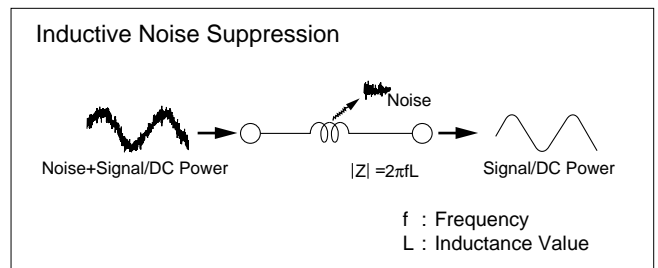 Inductive Noise Suppression
Noise
Noise+Signal/DC Power
|Z| =2πfL
Signal/DC Power
f : Frequency
L : Inductance Value